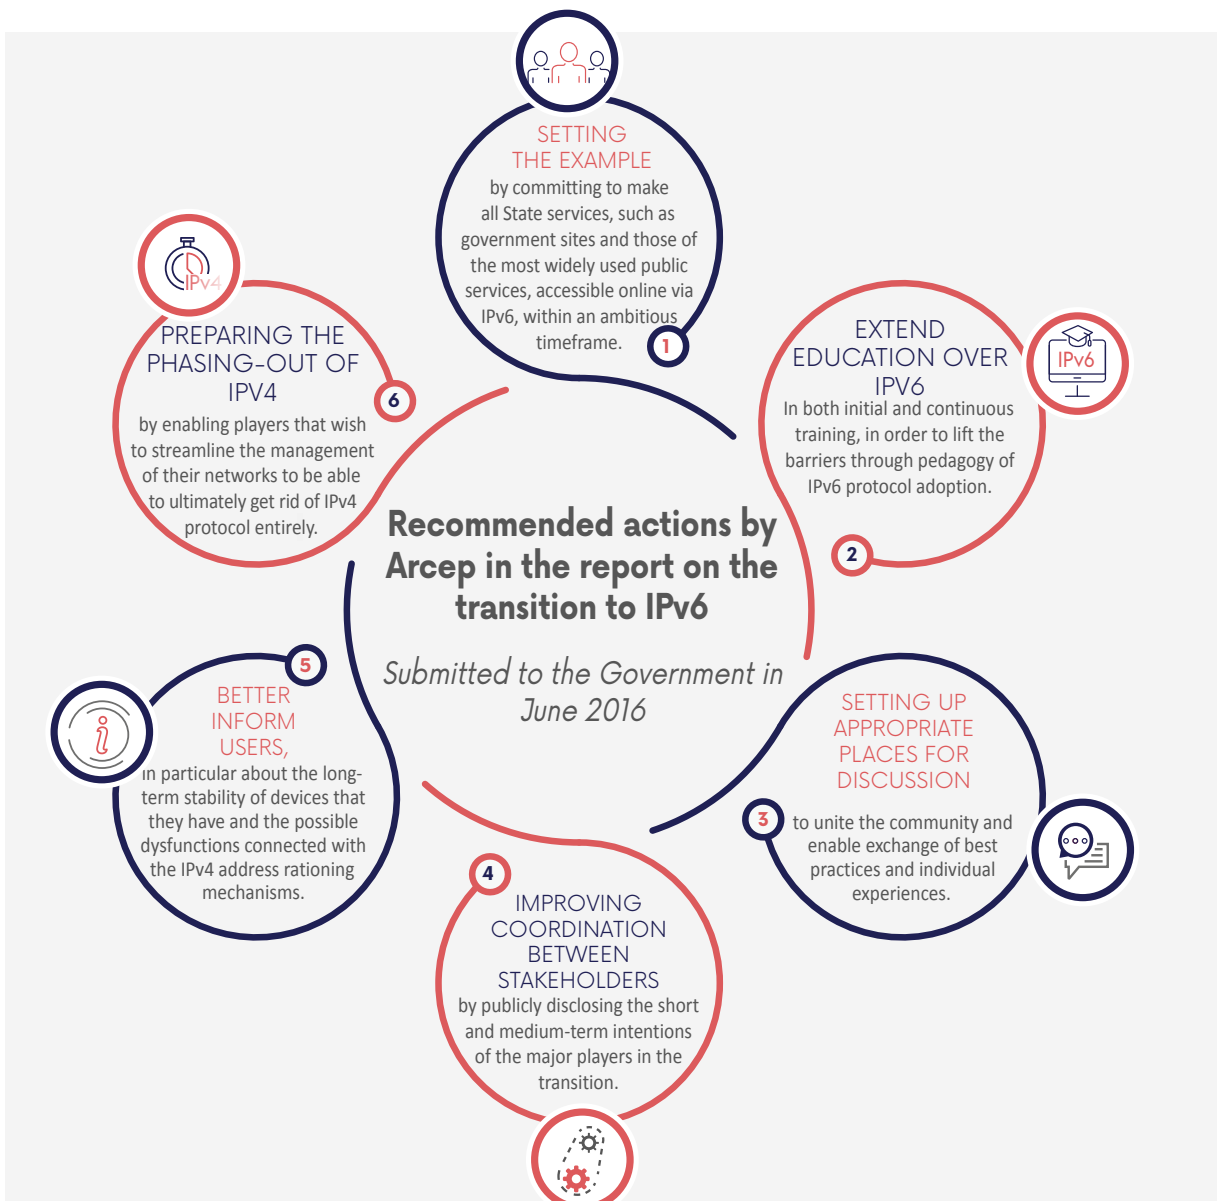 SETTING
THE EXAMPLE
by committing to make
all State services, such as
government sites and those of
the most widely used public
services, accessible online via
IPv6, within an ambitious
timeframe.
1
EXTEND
EDUCATION OVER
IPV6
In both initial and continuous
training, in order to lift the
barriers through pedagogy of
IPv6 protocol adoption.
IPv6
2
SETTING UP
APPROPRIATE
PLACES FOR
DISCUSSION
3
to unite the community and
enable exchange of best
practices and individual
experiences.
4
IMPROVING
COORDINATION
BETWEEN
STAKEHOLDERS
by publicly disclosing the short
and medium-term intentions
of the major players in the
transition.
5
BETTER
INFORM
USERS,
in particular about the long-
term stability of devices that
they have and the possible
dysfunctions connected with
the IPv4 address rationing
mechanisms.
i
IPv4
PREPARING THE
PHASING-OUT OF
IPV4
6
by enabling players that wish
to streamline the management
of their networks to be able
to ultimately get rid of IPv4
protocol entirely.
Recommended actions by
Arcep in the report on the
transition to IPv6
Submitted to the Government in
June 2016